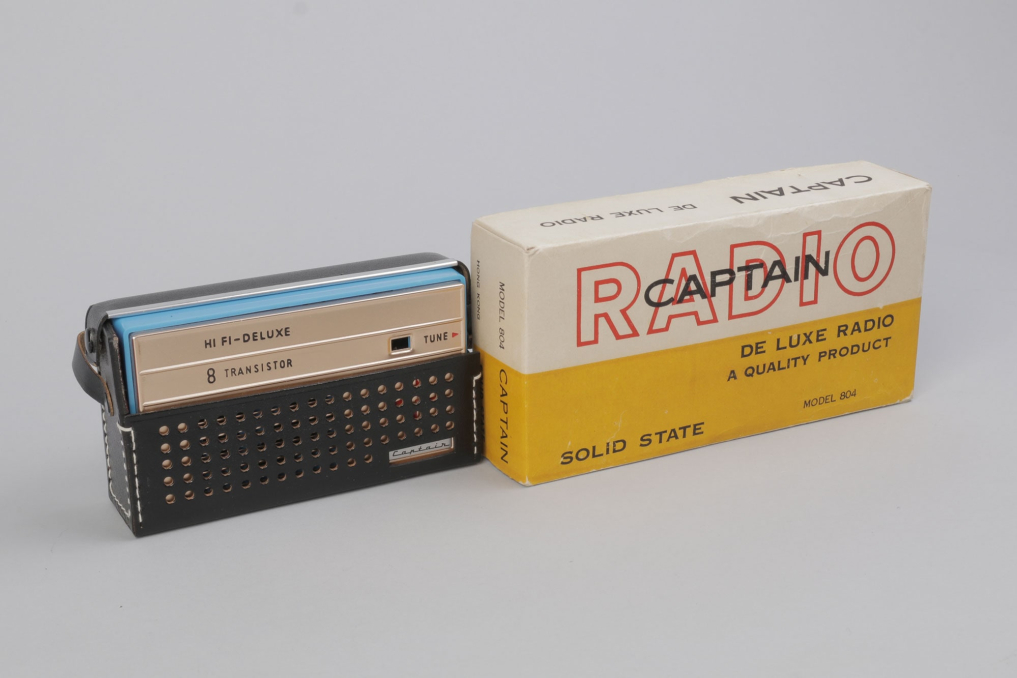 HI FI-DELUXE
TUNE
8 TRANSISTOR
Captain
CAPTAIN
DE LUXE RADIO
RADIO
CAPTAIN
DE LUXE RADIO
A QUALITY PRODUCT
MODEL 804
SOLID STATE
HONG KONG
MODEL 804
CAPTAIN